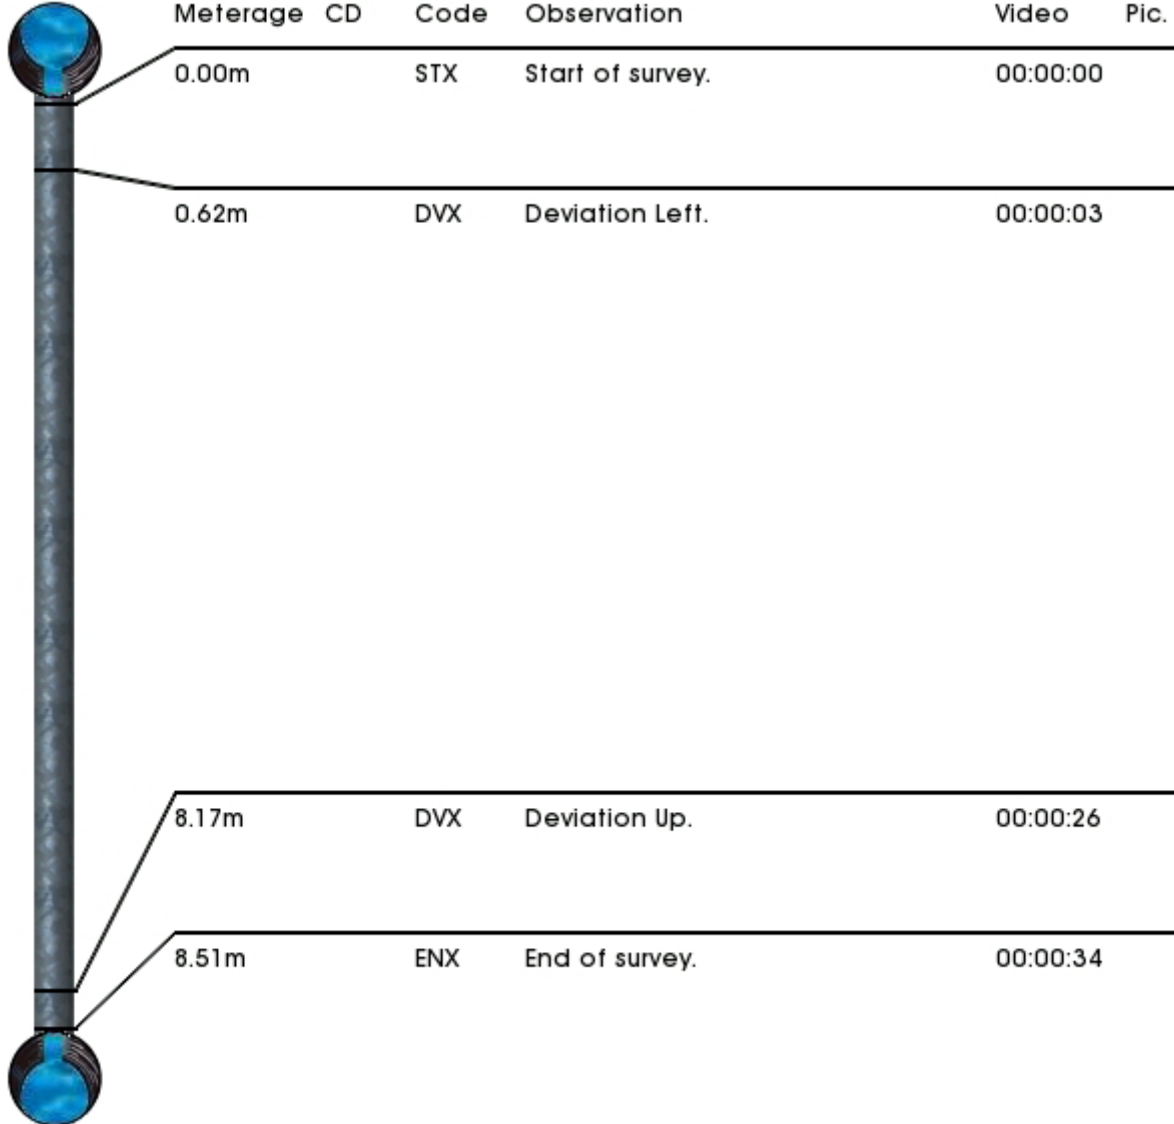 Meterage CD Code Observation Video Pic.
0.00m STX Start of survey. 00:00:00
0.62m DVX Deviation Left. 00:00:03
8.17m DVX Deviation Up. 00:00:26
8.51m ENX End of survey. 00:00:34